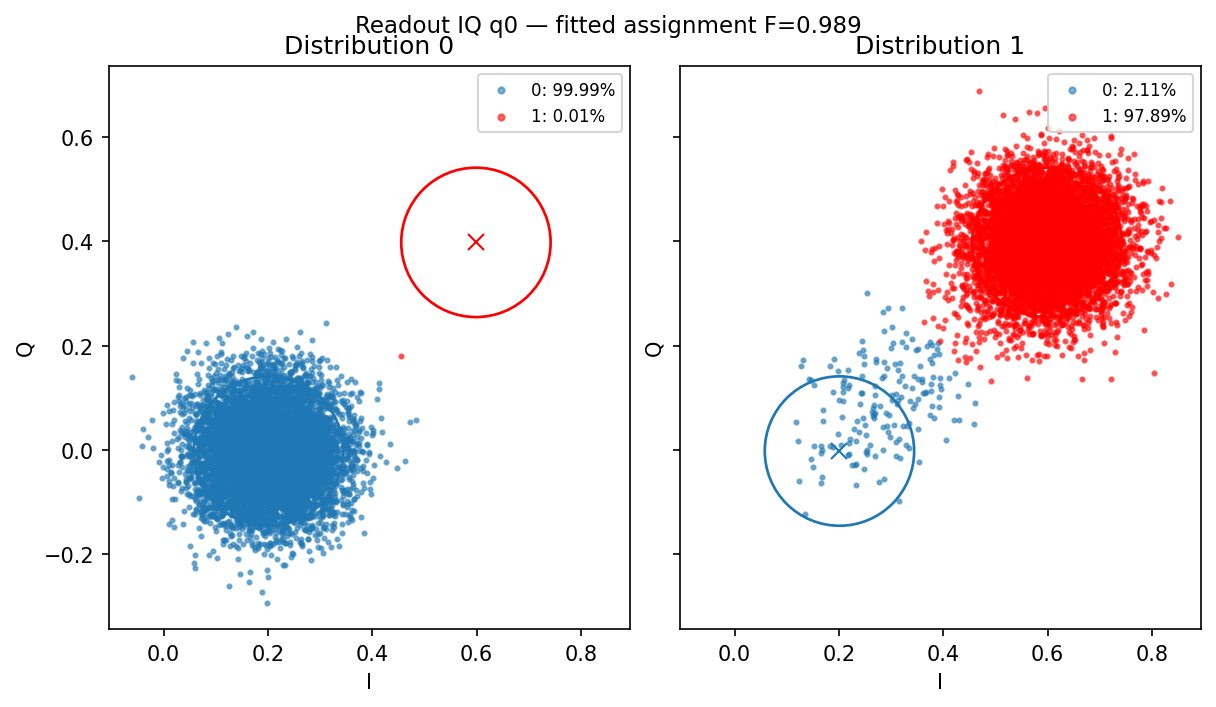 Readout IQ q0 — fitted assignment F=0.989
Distribution 0
0: 99.99%
1: 0.01%
Q
0.6
0.4
0.2
0.0
−0.2
0.0 0.2 0.4 0.6 0.8
I
Distribution 1
0: 2.11%
1: 97.89%
Q
0.0 0.2 0.4 0.6 0.8
I